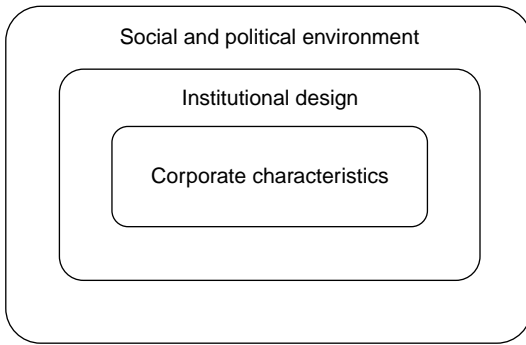 Social and political environment
Institutional design
Corporate characteristics